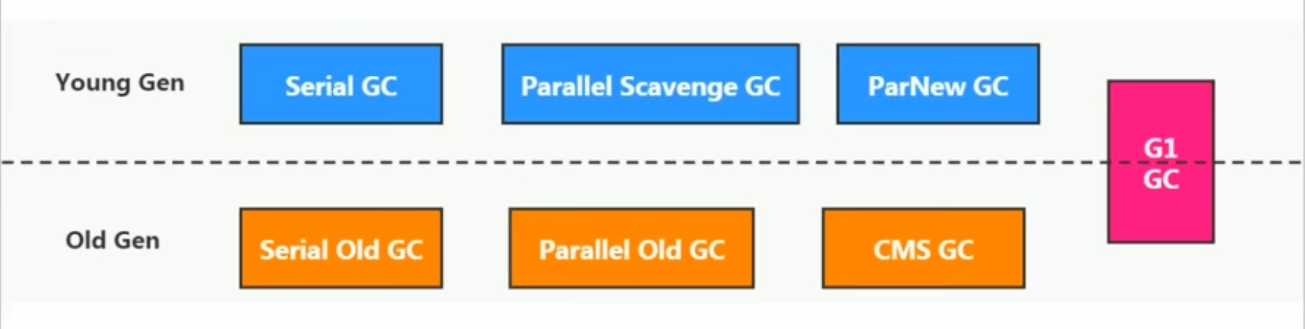 Young Gen
Serial GC
Parallel Scavenge GC
ParNew GC
G1
GC
Old Gen
Serial Old GC
Parallel Old GC
CMS GC